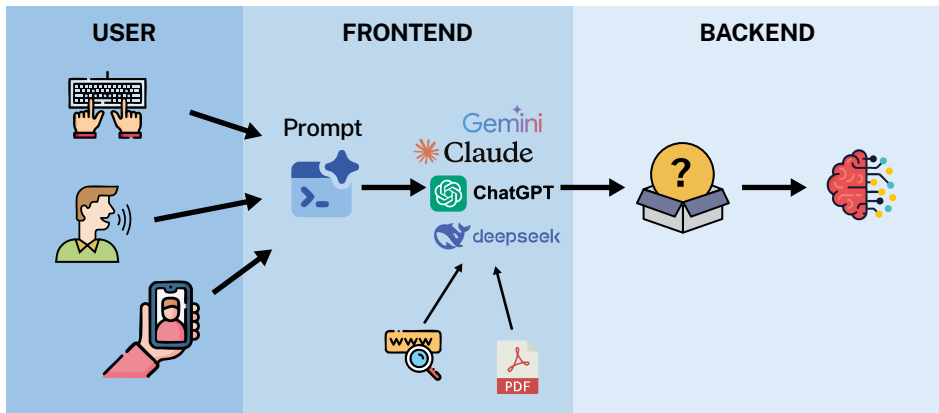 USER
FRONTEND
BACKEND
Prompt
Gemini
Claude
ChatGPT
deepseek
?
www
PDF